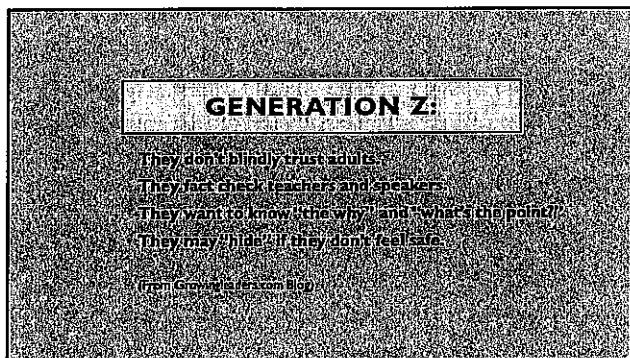 GENERATION Z:
They don't blindly trust adults.
They fact check teachers and speakers.
They want to know "the why" and "what's the point?"
They may "hide" if they don't feel safe.
(From Growingleaders.com Blog)